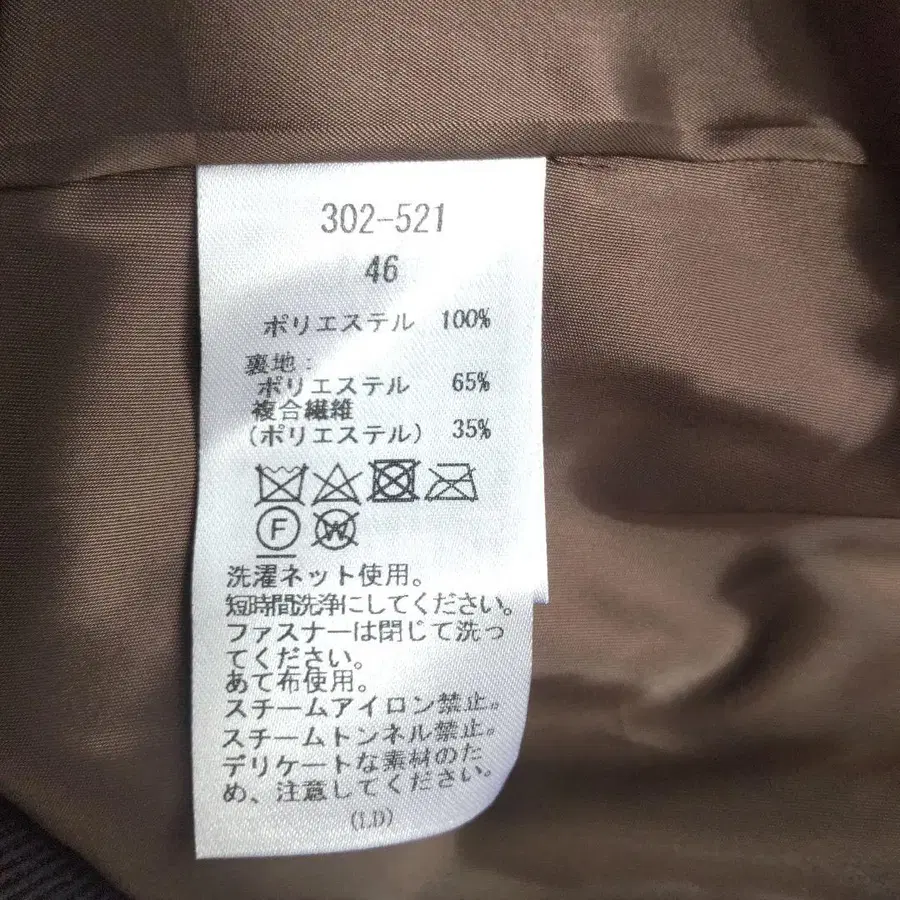 302-521
46
ポリエステル 100%
裏地:
ポリエステル 65%
複合繊維
(ポリエステル) 35%
F W
洗濯ネット使用。
短時間洗浄にしてください。
ファスナーは閉じて洗っ
てください。
あて布使用。
スチームアイロン禁止。
スチームトンネル禁止。
デリケートな素材のた
め、注意してください。
(LD)